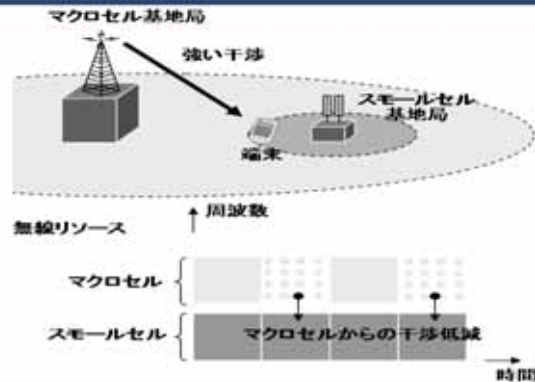 マクロセル基地局
強い干渉
スモールセル
基地局
端末
周波数
無線リソース
マクロセル
スモールセル
マクロセルからの干渉低減
時間